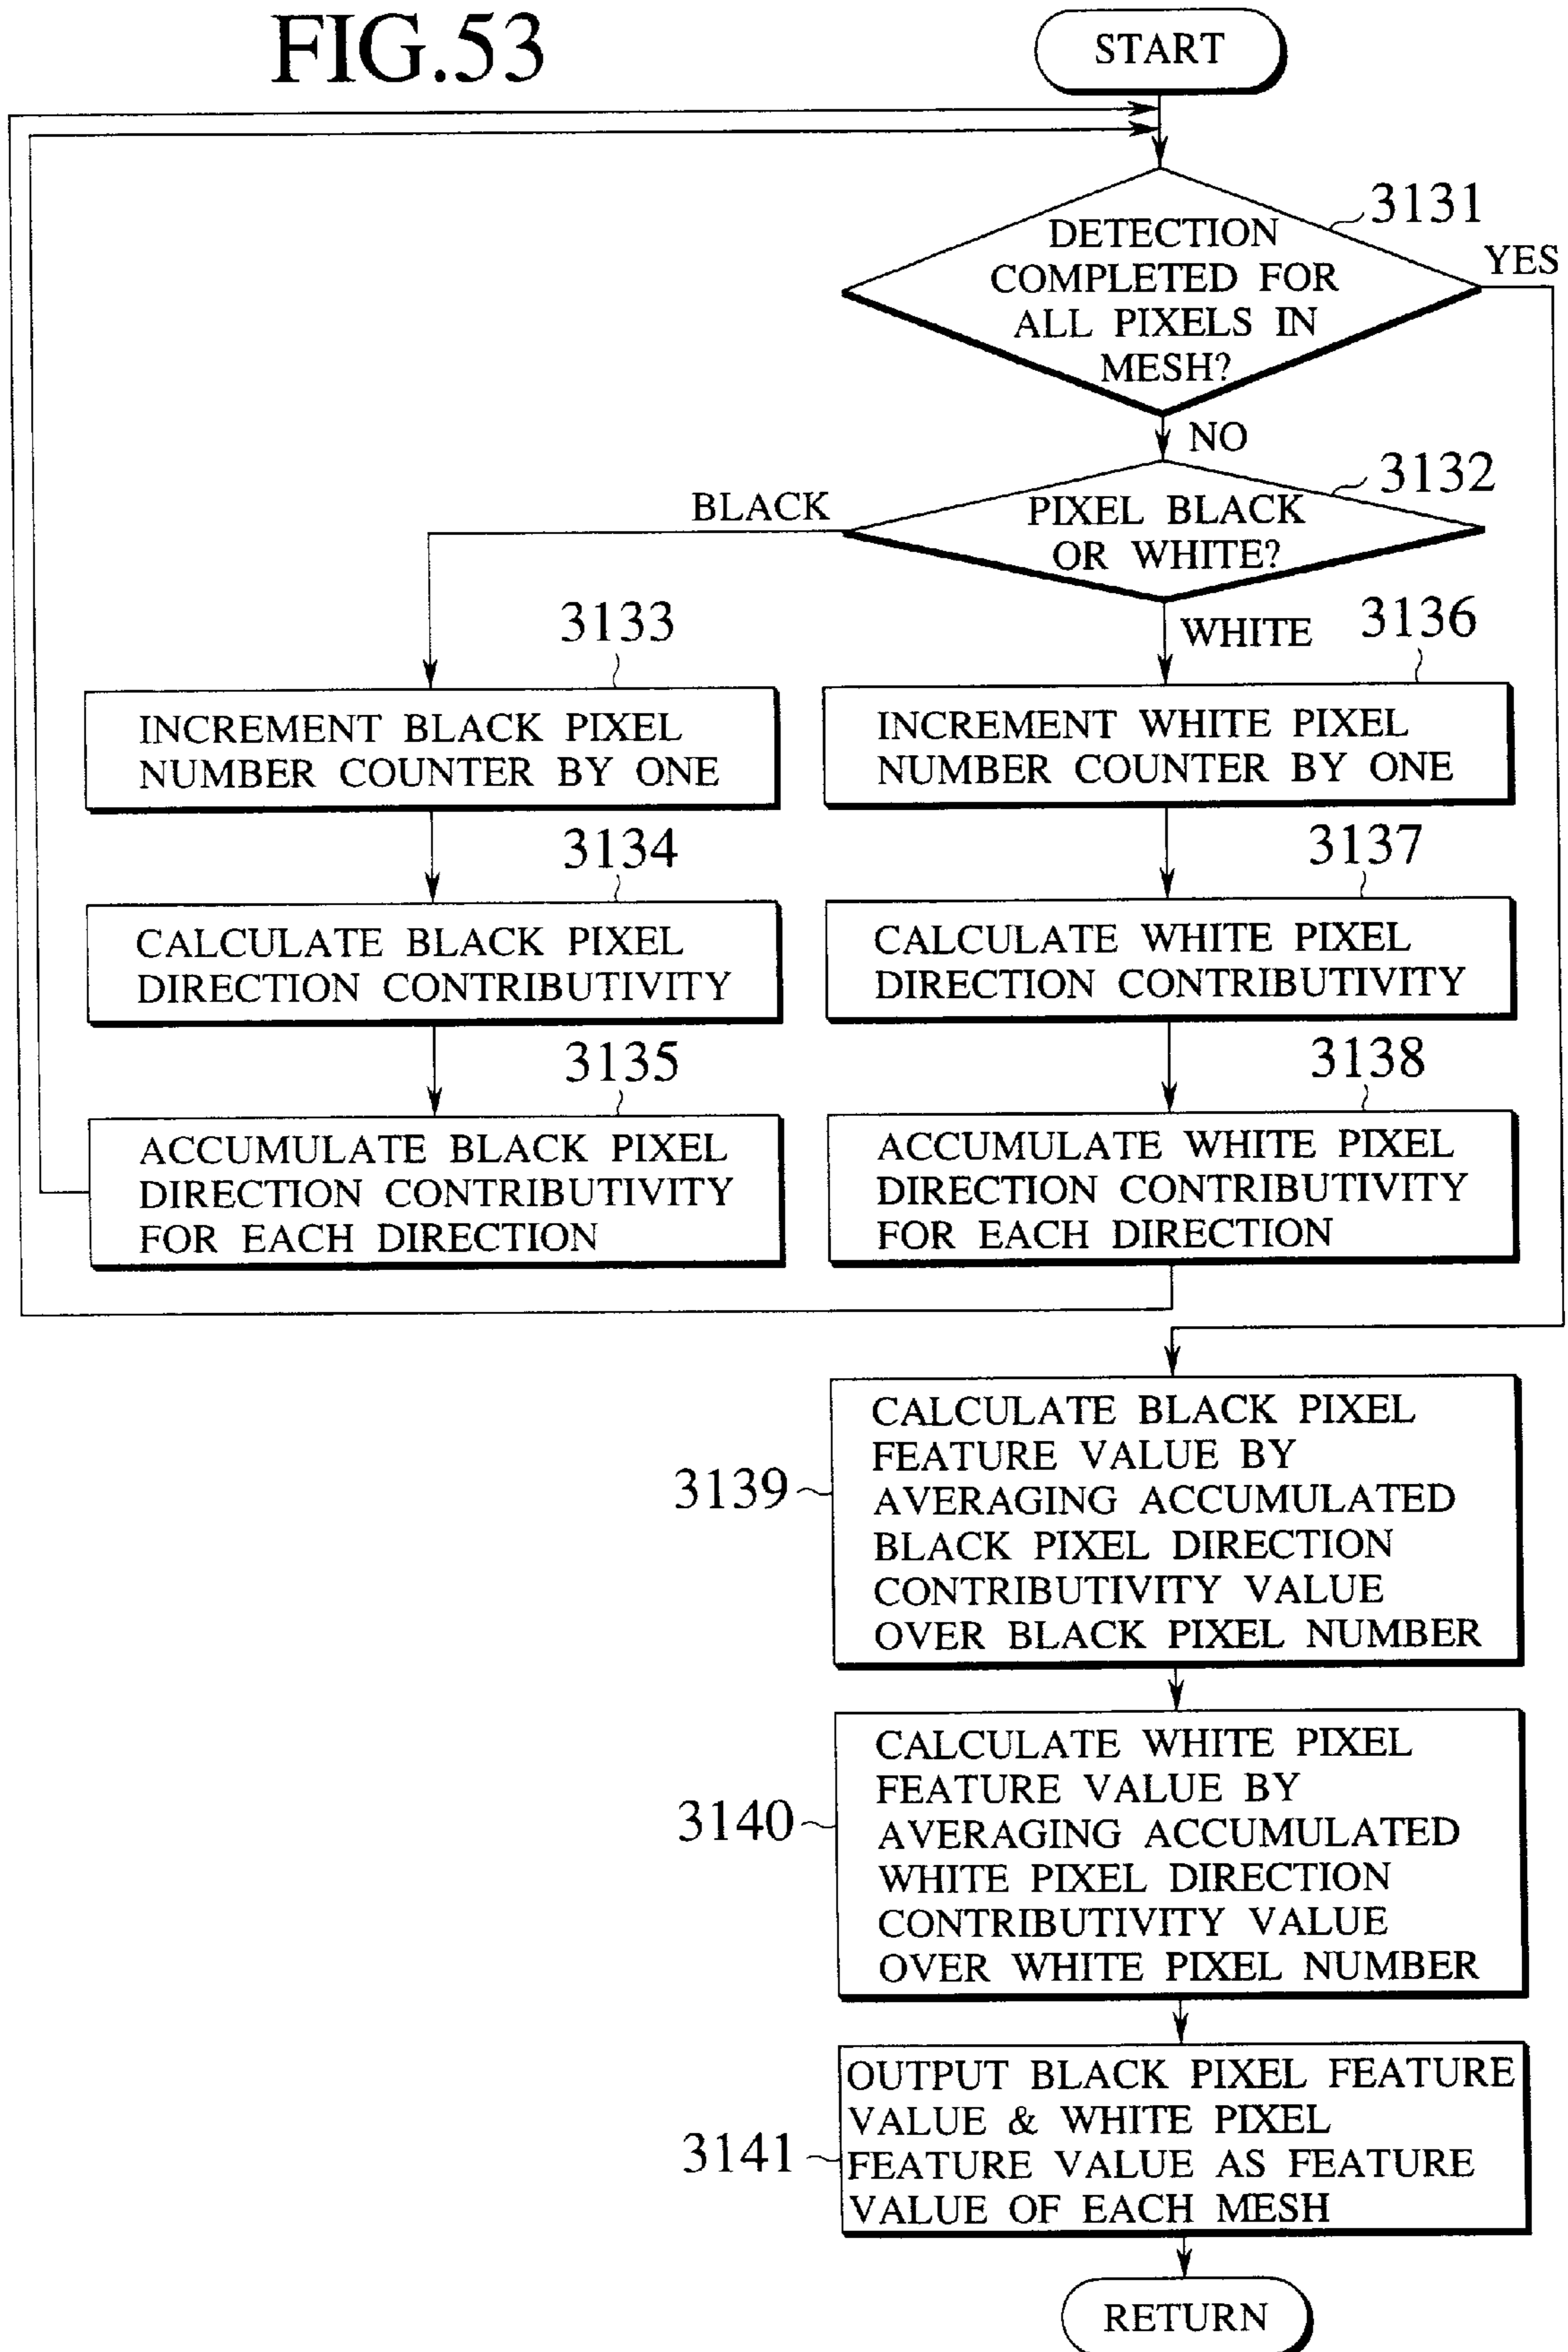 FIG.53
START
3131
DETECTION
COMPLETED FOR
ALL PIXELS IN
MESH?
YES
NO
3132
PIXEL BLACK
OR WHITE?
BLACK
WHITE
3133
INCREMENT BLACK PIXEL
NUMBER COUNTER BY ONE
3134
CALCULATE BLACK PIXEL
DIRECTION CONTRIBUTIVITY
3135
ACCUMULATE BLACK PIXEL
DIRECTION CONTRIBUTIVITY
FOR EACH DIRECTION
3136
INCREMENT WHITE PIXEL
NUMBER COUNTER BY ONE
3137
CALCULATE WHITE PIXEL
DIRECTION CONTRIBUTIVITY
3138
ACCUMULATE WHITE PIXEL
DIRECTION CONTRIBUTIVITY
FOR EACH DIRECTION
3139
CALCULATE BLACK PIXEL
FEATURE VALUE BY
AVERAGING ACCUMULATED
BLACK PIXEL DIRECTION
CONTRIBUTIVITY VALUE
OVER BLACK PIXEL NUMBER
3140
CALCULATE WHITE PIXEL
FEATURE VALUE BY
AVERAGING ACCUMULATED
WHITE PIXEL DIRECTION
CONTRIBUTIVITY VALUE
OVER WHITE PIXEL NUMBER
3141
OUTPUT BLACK PIXEL FEATURE
VALUE & WHITE PIXEL
FEATURE VALUE AS FEATURE
VALUE OF EACH MESH
RETURN